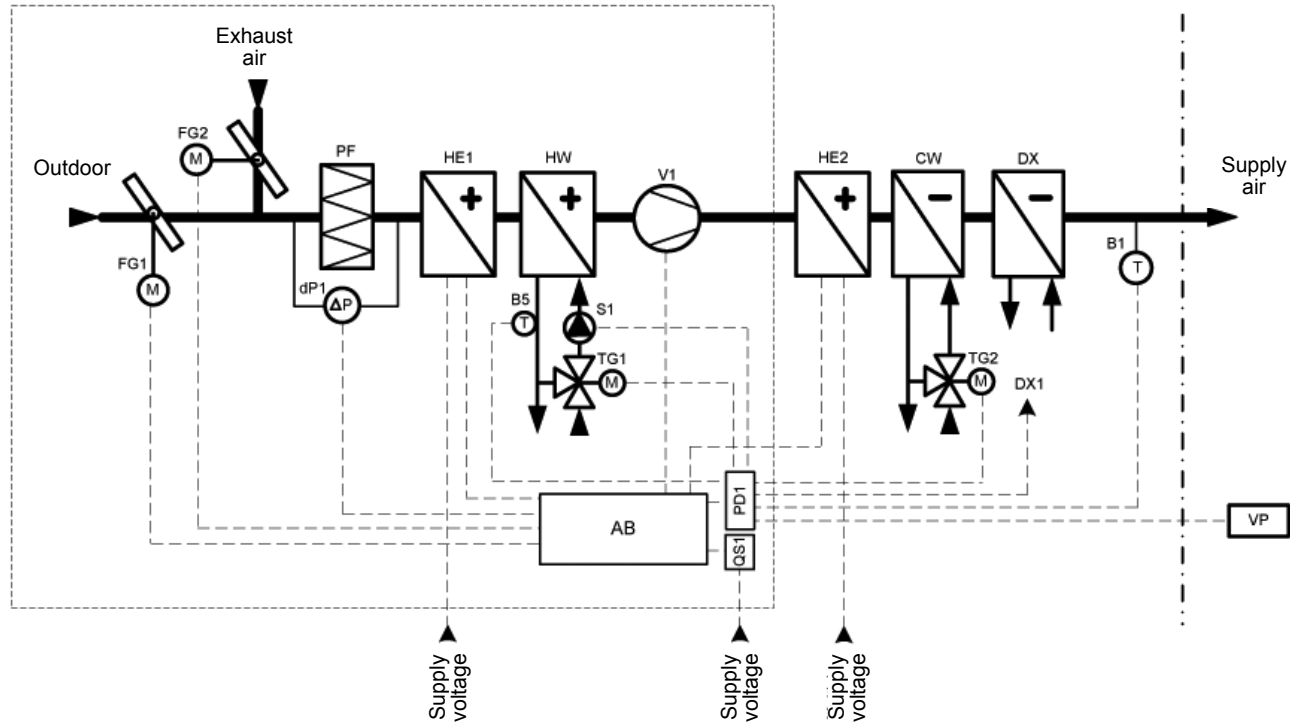 Exhaust
air
FG2
M
Outdoor
PF
HE1
HW
V1
HE2
CW
DX
Supply
air
FG1
M
dP1
ΔP
B5
T
S1
TG1
M
TG2
M
DX1
B1
T
AB
PD1
QS1
VP
Supply
voltage
Supply
voltage
Supply
voltage